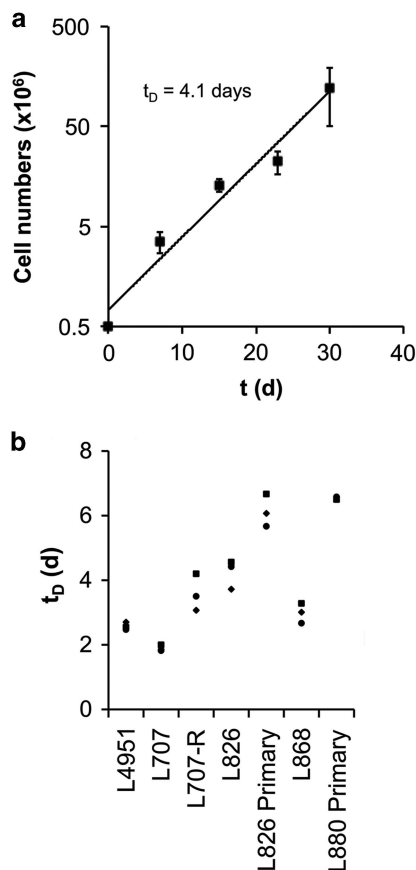 a
500
50
5
0.5
Cell numbers (x10⁶)
t_D = 4.1 days
0 10 20 30 40
t (d)
b
8
6
4
2
0
t_D (d)
L4951
L707
L707-R
L826
L826 Primary
L868
L880 Primary